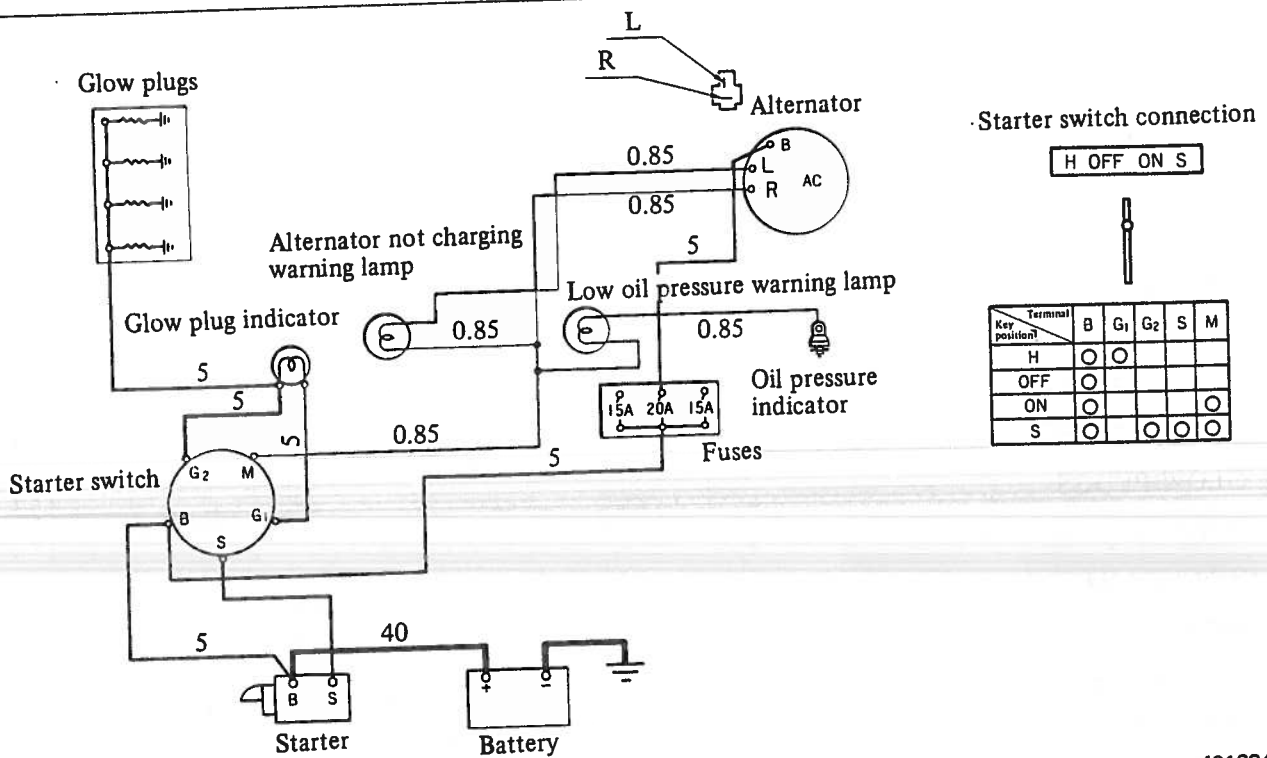 L
R
Glow plugs
Alternator
Starter switch connection
B
0.85
L
AC
H OFF ON S
R
0.85
Alternator not charging
warning lamp
5
Low oil pressure warning lamp
Glow plug indicator
0.85
0.85
Terminal
Key
position
B G1 G2 S M
H
OFF
ON
S
5
5
Oil pressure
indicator
15A 20A 15A
5
0.85
Fuses
5
G2 M
Starter switch
B G1
S
5
40
B S
+ −
Starter
Battery